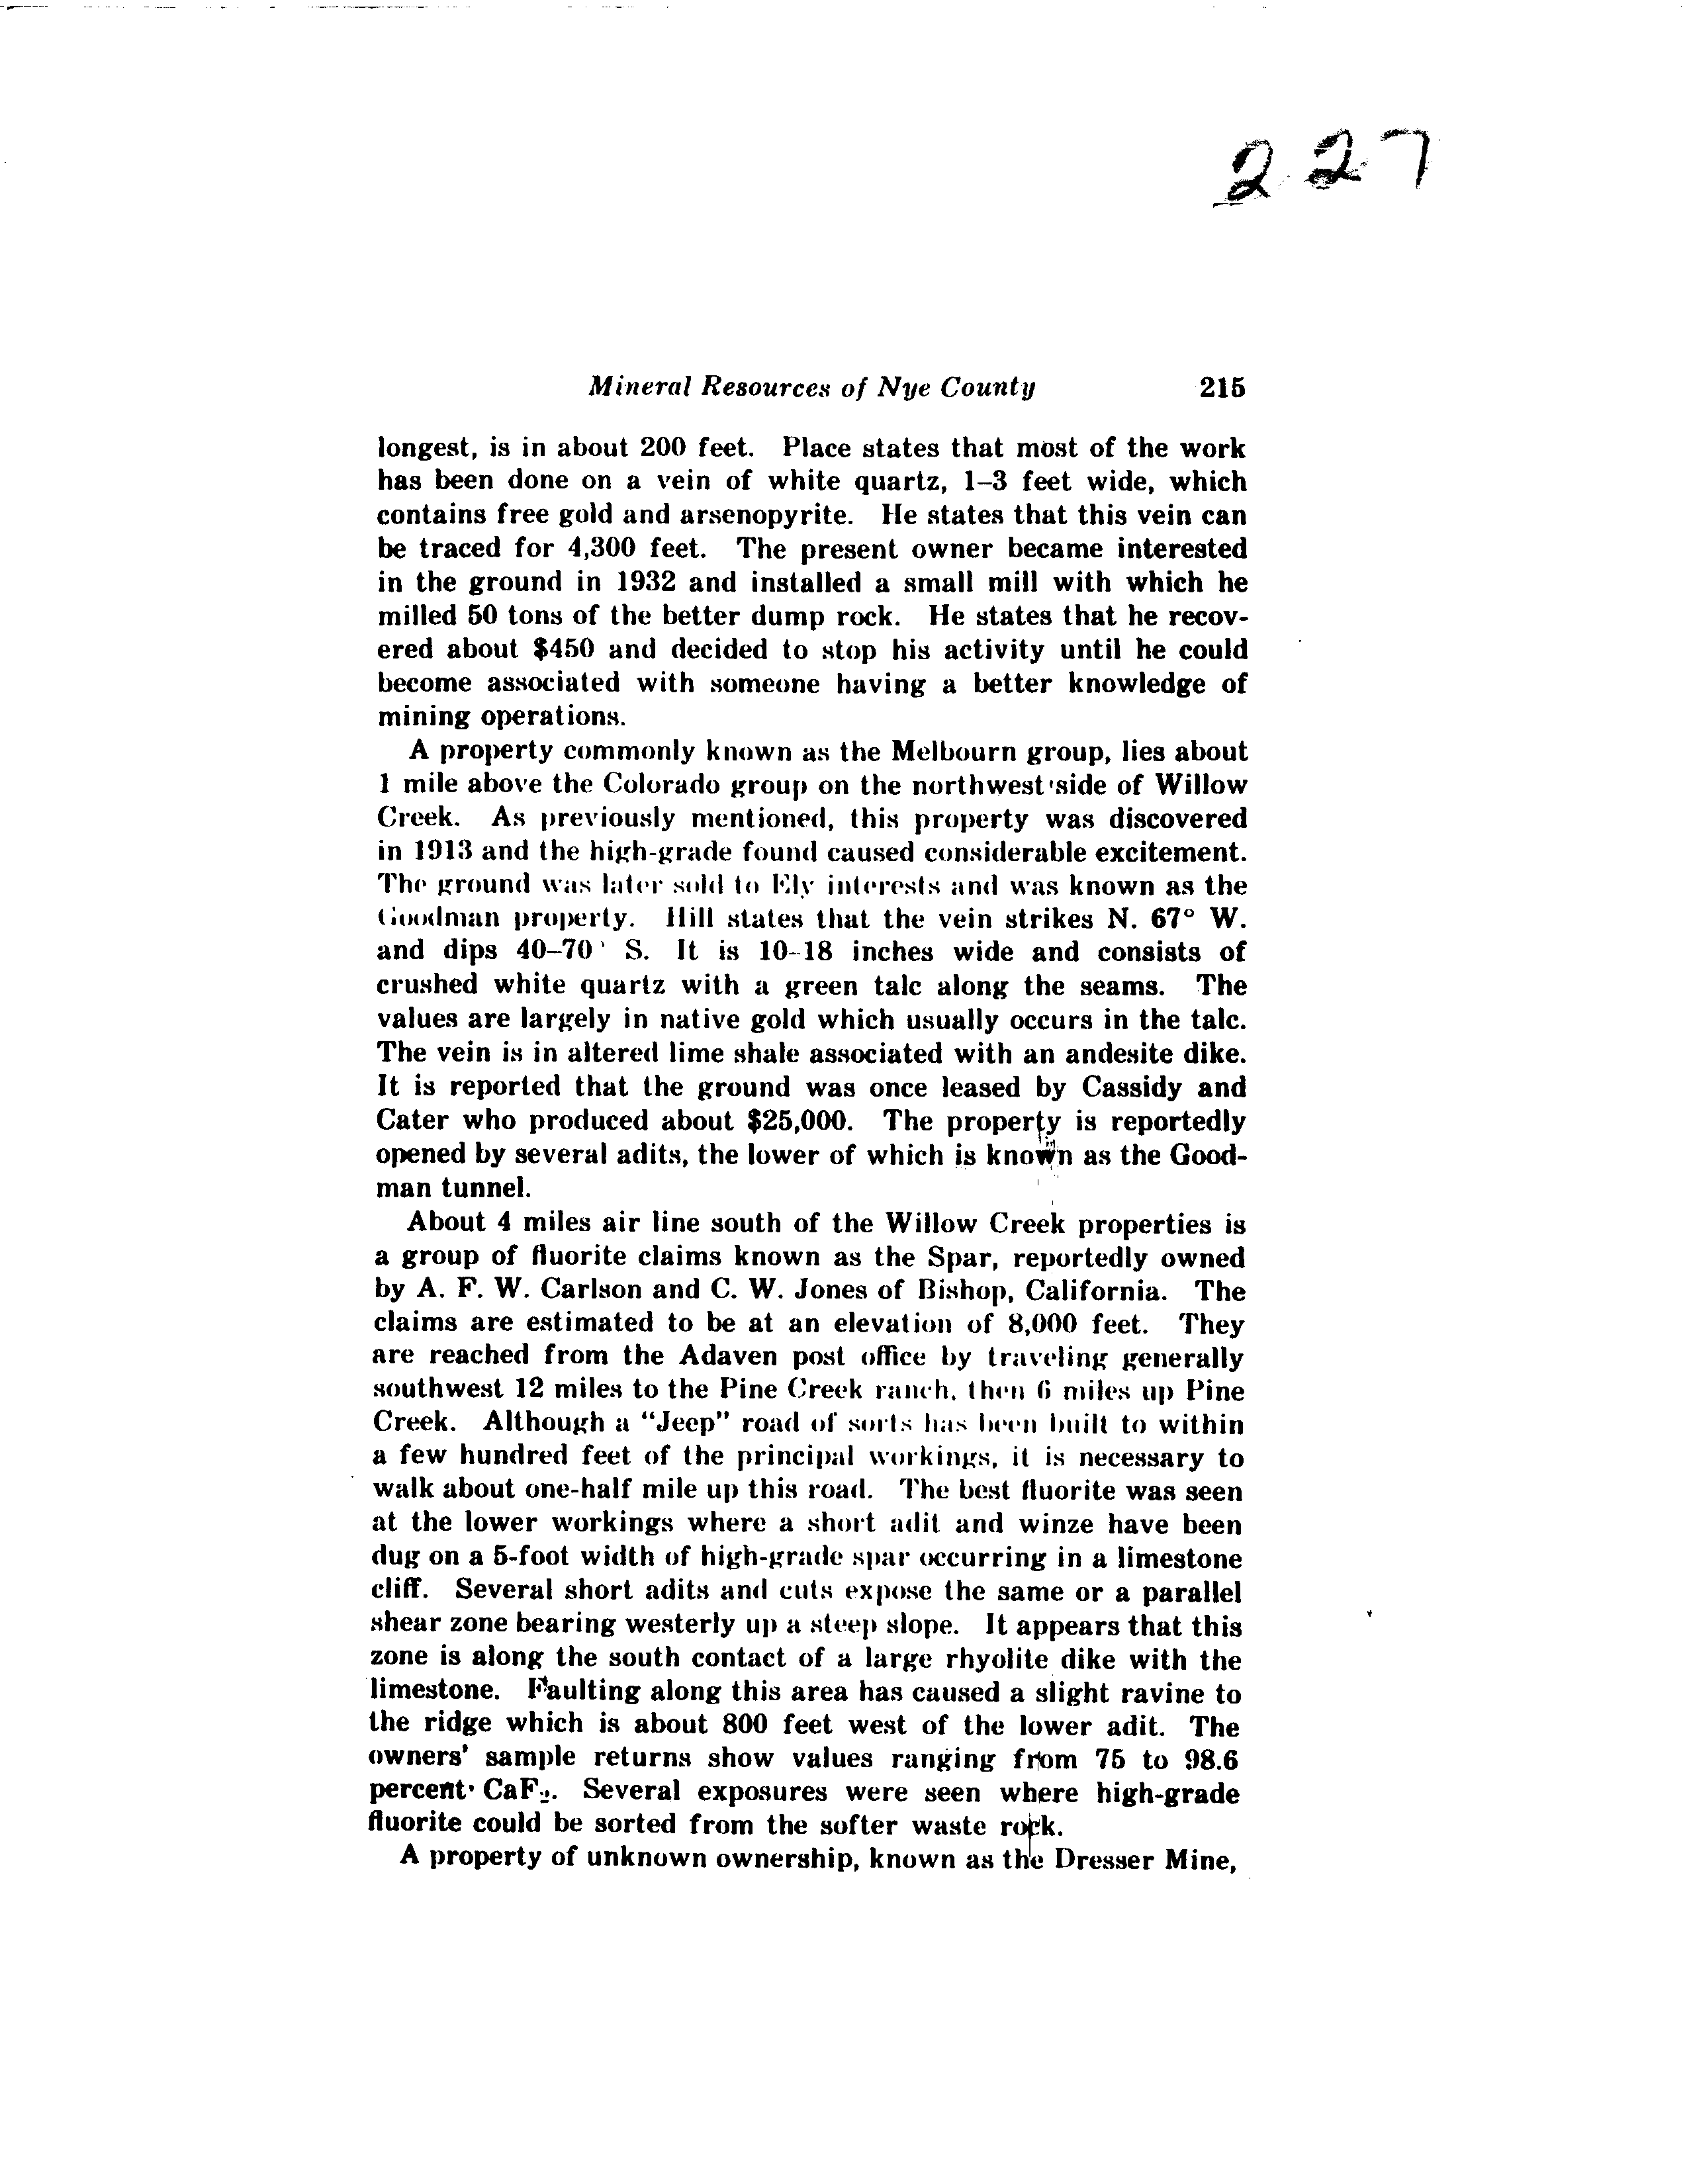 227
Mineral Resources of Nye County 215
longest, is in about 200 feet. Place states that most of the work
has been done on a vein of white quartz, 1–3 feet wide, which
contains free gold and arsenopyrite. He states that this vein can
be traced for 4,300 feet. The present owner became interested
in the ground in 1932 and installed a small mill with which he
milled 50 tons of the better dump rock. He states that he recov-
ered about $450 and decided to stop his activity until he could
become associated with someone having a better knowledge of
mining operations.
A property commonly known as the Melbourn group, lies about
1 mile above the Colorado group on the northwest side of Willow
Creek. As previously mentioned, this property was discovered
in 1913 and the high-grade found caused considerable excitement.
The ground was later sold to Ely interests and was known as the
Goodman property. Hill states that the vein strikes N. 67° W.
and dips 40–70° S. It is 10–18 inches wide and consists of
crushed white quartz with a green talc along the seams. The
values are largely in native gold which usually occurs in the talc.
The vein is in altered lime shale associated with an andesite dike.
It is reported that the ground was once leased by Cassidy and
Cater who produced about $25,000. The property is reportedly
opened by several adits, the lower of which is known as the Good-
man tunnel.
About 4 miles air line south of the Willow Creek properties is
a group of fluorite claims known as the Spar, reportedly owned
by A. F. W. Carlson and C. W. Jones of Bishop, California. The
claims are estimated to be at an elevation of 8,000 feet. They
are reached from the Adaven post office by traveling generally
southwest 12 miles to the Pine Creek ranch, then 6 miles up Pine
Creek. Although a "Jeep" road of sorts has been built to within
a few hundred feet of the principal workings, it is necessary to
walk about one-half mile up this road. The best fluorite was seen
at the lower workings where a short adit and winze have been
dug on a 5-foot width of high-grade spar occurring in a limestone
cliff. Several short adits and cuts expose the same or a parallel
shear zone bearing westerly up a steep slope. It appears that this
zone is along the south contact of a large rhyolite dike with the
limestone. Faulting along this area has caused a slight ravine to
the ridge which is about 800 feet west of the lower adit. The
owners' sample returns show values ranging from 75 to 98.6
percent CaF₂. Several exposures were seen where high-grade
fluorite could be sorted from the softer waste rock.
A property of unknown ownership, known as the Dresser Mine,